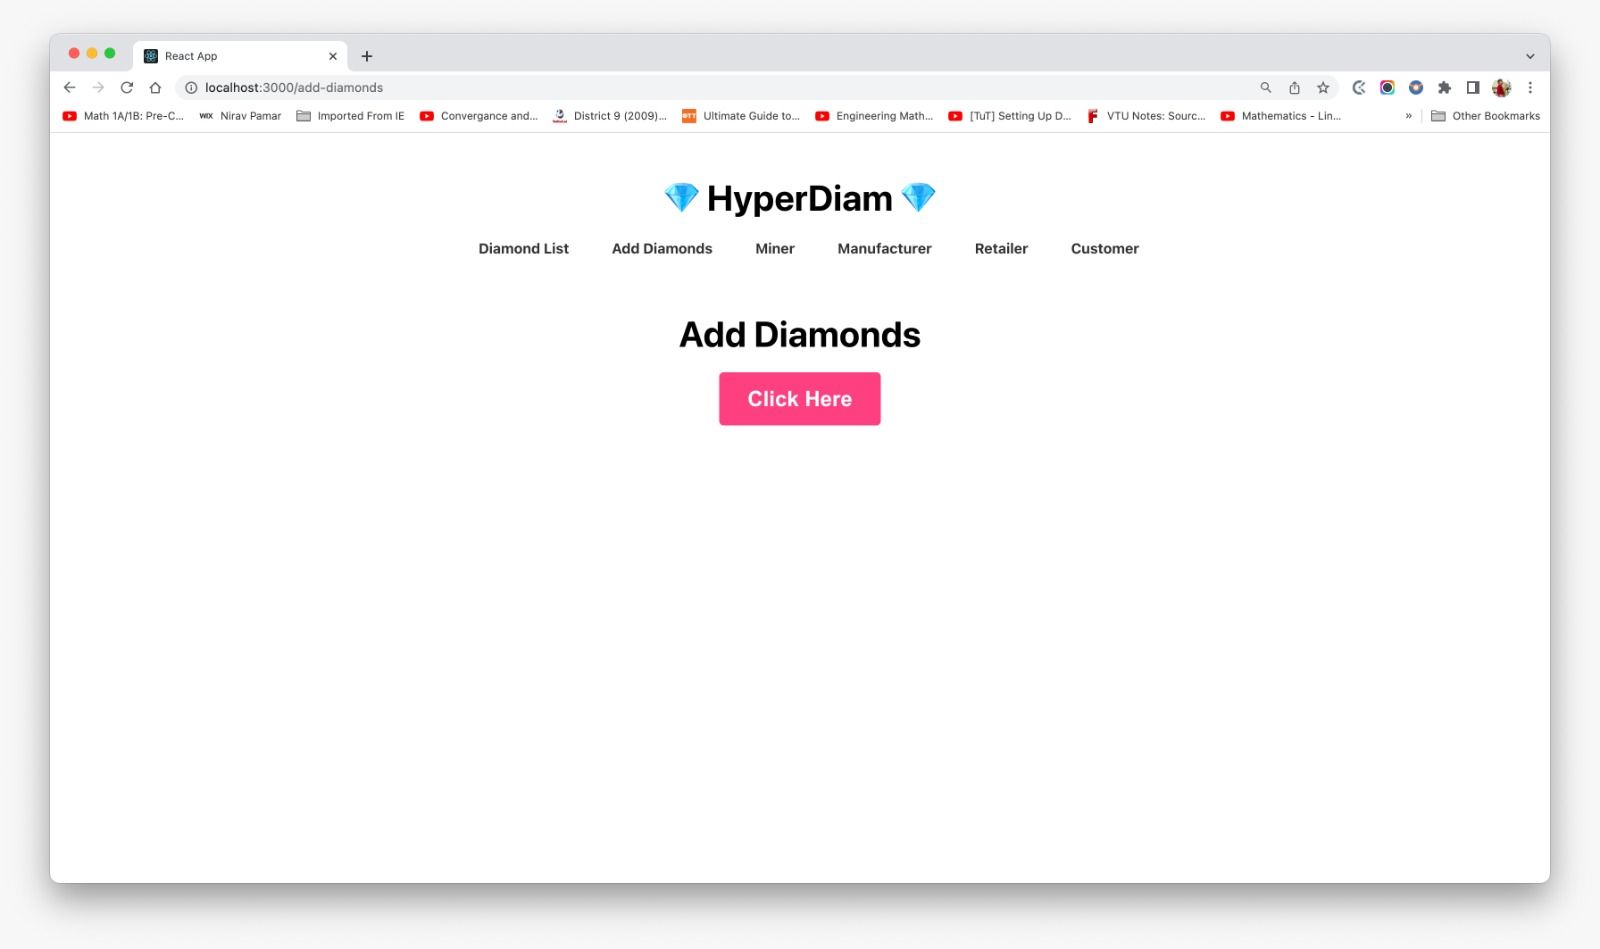 React App
localhost:3000/add-diamonds
Math 1A/1B: Pre-C... WIX Nirav Pamar Imported From IE Convergance and... District 9 (2009)... OTT Ultimate Guide to... Engineering Math... [TuT] Setting Up D... VTU Notes: Sourc... Mathematics - Lin... » Other Bookmarks
💎 HyperDiam 💎
Diamond List Add Diamonds Miner Manufacturer Retailer Customer
Add Diamonds
Click Here